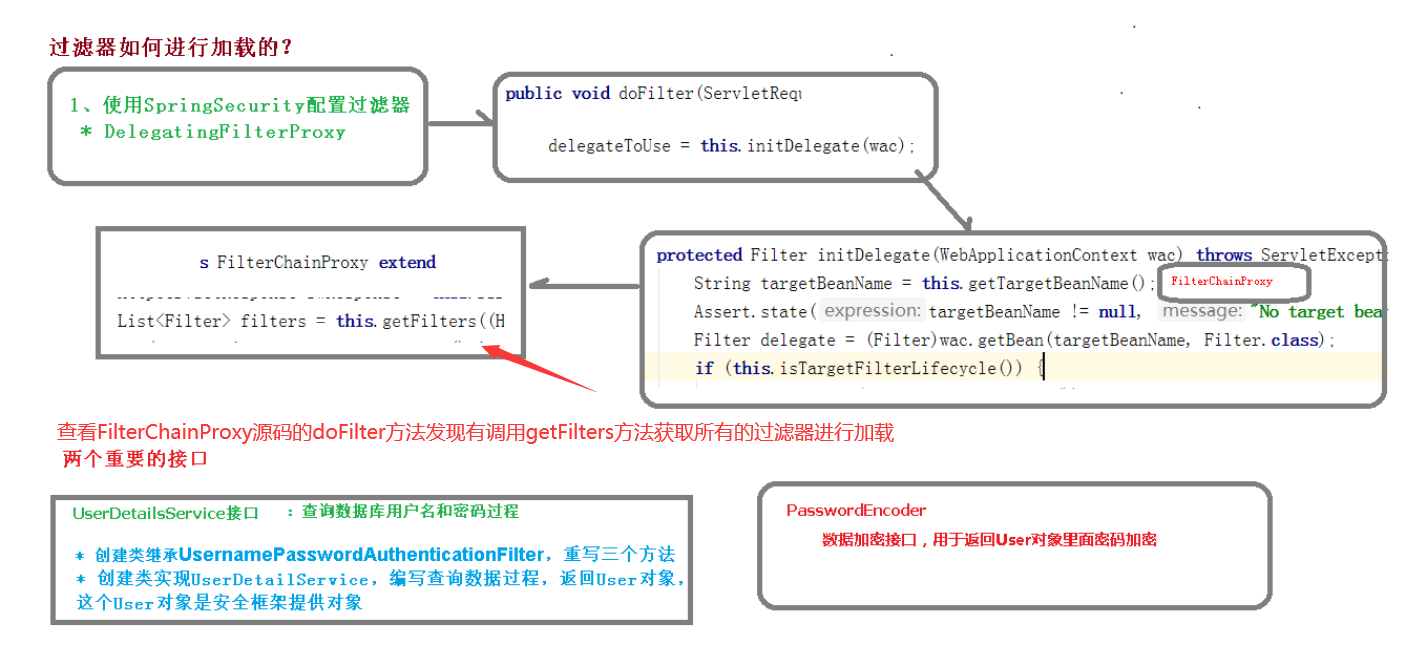 过滤器如何进行加载的?
1、使用SpringSecurity配置过滤器
* DelegatingFilterProxy
public void doFilter(ServletRequ
delegateToUse = this.initDelegate(wac);
protected Filter initDelegate(WebApplicationContext wac) throws ServletExcepti
String targetBeanName = this.getTargetBeanName();
FilterChainProxy
Assert.state( expression: targetBeanName != null, message: "No target bea
Filter delegate = (Filter)wac.getBean(targetBeanName, Filter.class);
if (this.isTargetFilterLifecycle()) {
s FilterChainProxy extend
List<Filter> filters = this.getFilters((H
查看FilterChainProxy源码的doFilter方法发现有调用getFilters方法获取所有的过滤器进行加载
两个重要的接口
UserDetailsService接口 :查询数据库用户名和密码过程
* 创建类继承UsernamePasswordAuthenticationFilter,重写三个方法
* 创建类实现UserDetailService,编写查询数据过程,返回User对象,
这个User对象是安全框架提供对象
PasswordEncoder
数据加密接口,用于返回User对象里面密码加密